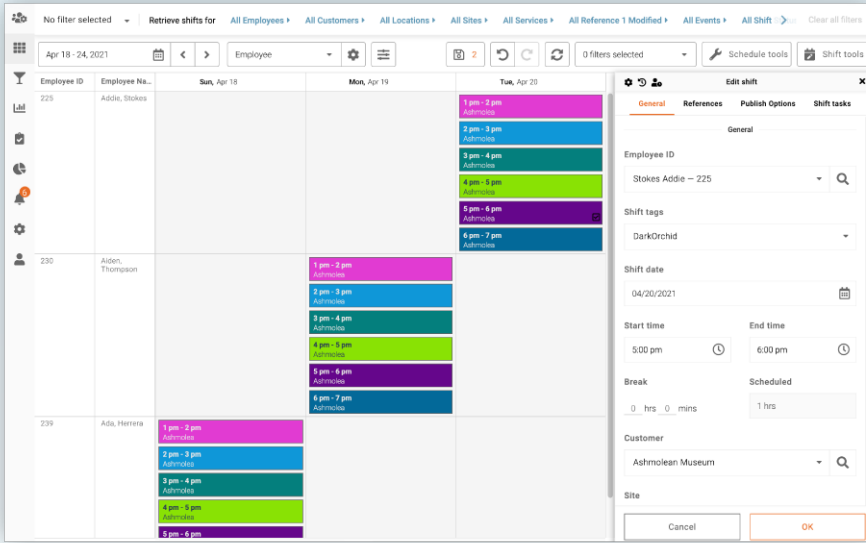 No filter selected
Retrieve shifts for
All Employees
All Customers
All Locations
All Sites
All Services
All Reference 1 Modified
All Events
All Shift
Clear all filters
Apr 18 - 24, 2021
Employee
2
0 filters selected
Schedule tools
Shift tools
Employee ID
Employee Na...
Sun, Apr 18
Mon, Apr 19
Tue, Apr 20
225
Addie, Stokes
1 pm - 2 pm
Ashmolea
2 pm - 3 pm
Ashmolea
3 pm - 4 pm
Ashmolea
4 pm - 5 pm
Ashmolea
5 pm - 6 pm
Ashmolea
6 pm - 7 pm
Ashmolea
6
230
Aiden,
Thompson
1 pm - 2 pm
Ashmolea
2 pm - 3 pm
Ashmolea
3 pm - 4 pm
Ashmolea
4 pm - 5 pm
Ashmolea
5 pm - 6 pm
Ashmolea
6 pm - 7 pm
Ashmolea
239
Ada, Herrera
1 pm - 2 pm
Ashmolea
2 pm - 3 pm
Ashmolea
3 pm - 4 pm
Ashmolea
4 pm - 5 pm
Ashmolea
5 pm - 6 pm
Edit shift
General
References
Publish Options
Shift tasks
General
Employee ID
Stokes Addie — 225
Shift tags
DarkOrchid
Shift date
04/20/2021
Start time
End time
5:00 pm
6:00 pm
Break
Scheduled
0 hrs 0 mins
1 hrs
Customer
Ashmolean Museum
Site
Cancel
OK